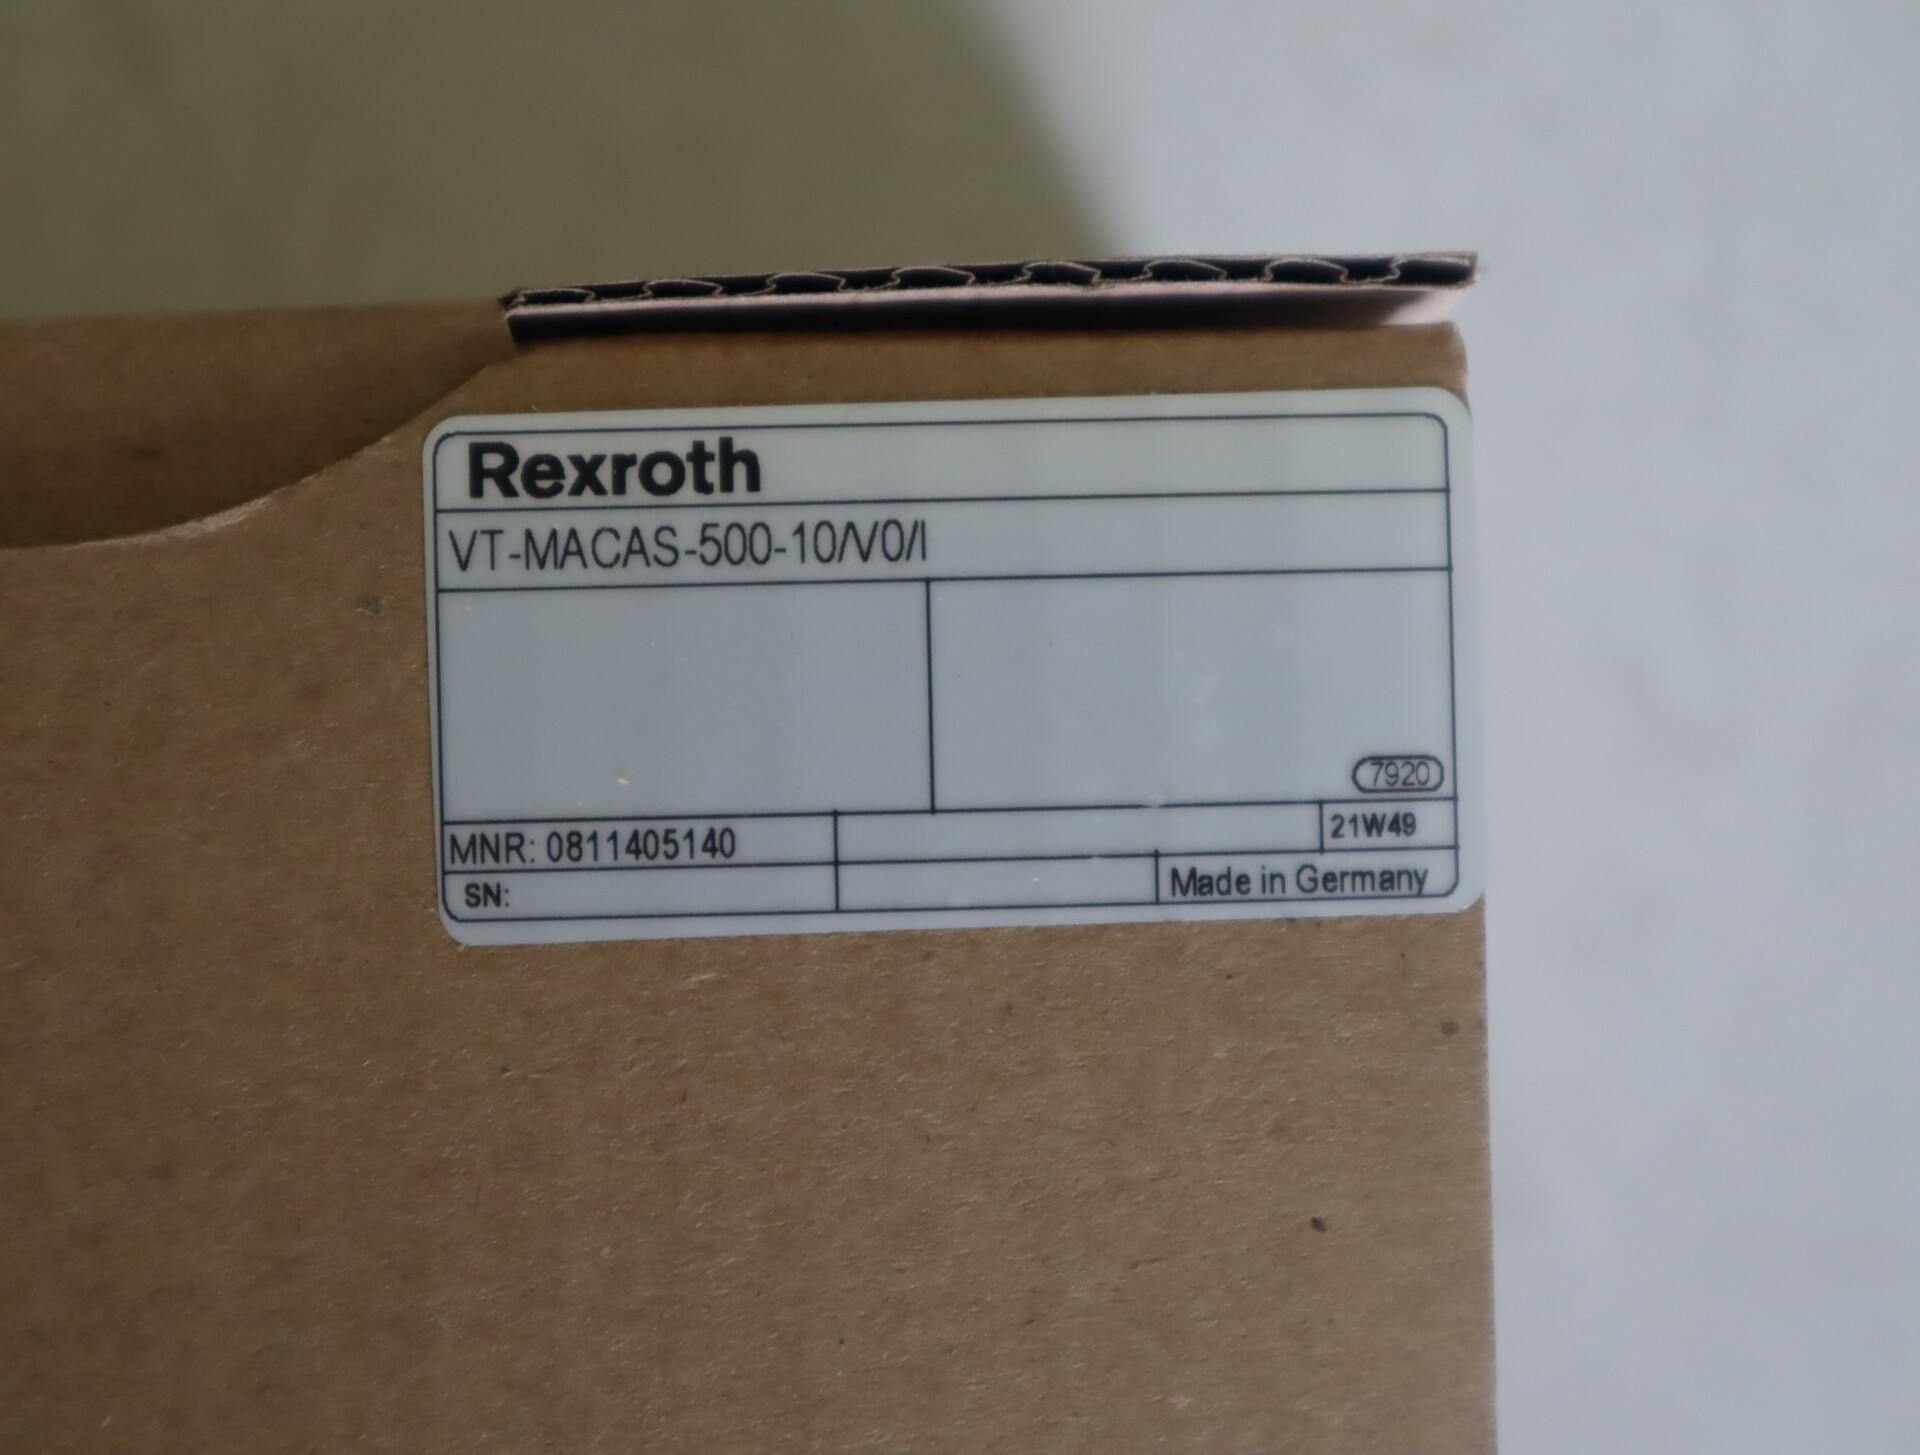 Rexroth
VT-MACAS-500-10/V0/I
7920
MNR: 0811405140
21W49
SN:
Made in Germany